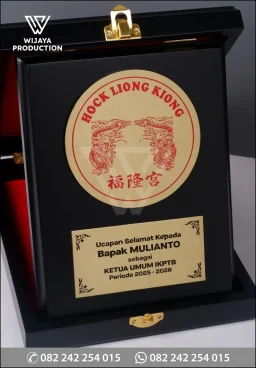 WIJAYA
PRODUCTION
HOCK LIONG KIONG
福隆宮
Ucapan Selamat Kepada
Bapak MULIANTO
sebagai
KETUA UMUM IKPTB
Periode 2025 - 2028
082 242 254 015 082 242 254 015